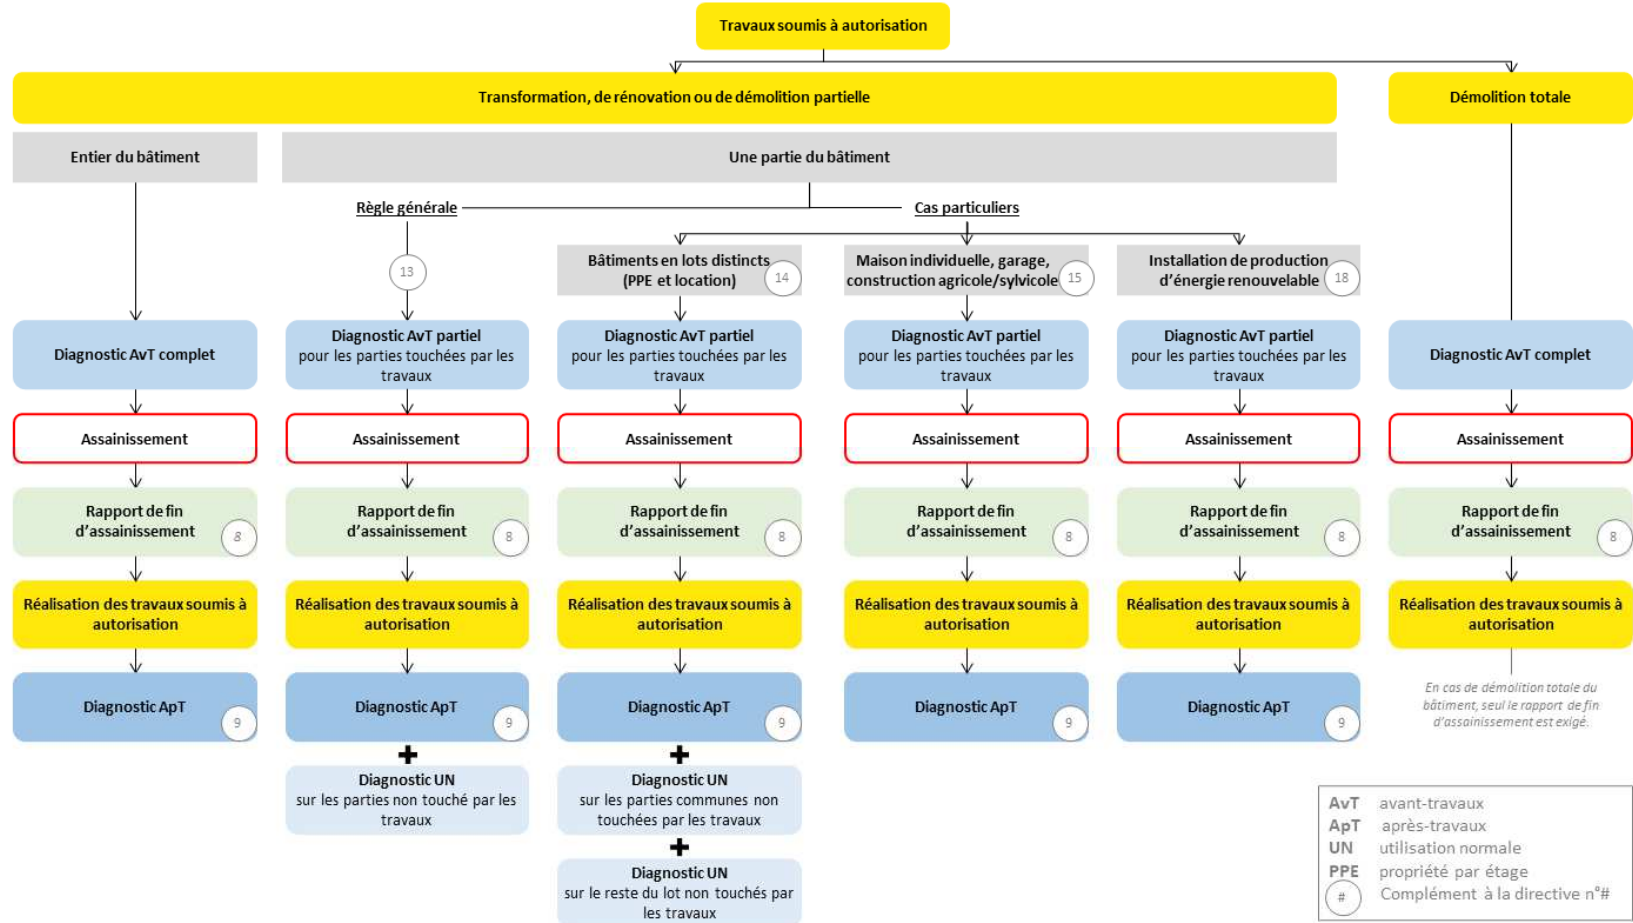 Travaux soumis à autorisation
Transformation, de rénovation ou de démolition partielle
Démolition totale
Entier du bâtiment
Une partie du bâtiment
Règle générale
Cas particuliers
13
Bâtiments en lots distincts
(PPE et location)
14
Maison individuelle, garage,
construction agricole/sylvicole
15
Installation de production
d'énergie renouvelable
18
Diagnostic AvT complet
Diagnostic AvT partiel
pour les parties touchées par les
travaux
Diagnostic AvT partiel
pour les parties touchées par les
travaux
Diagnostic AvT partiel
pour les parties touchées par les
travaux
Diagnostic AvT partiel
pour les parties touchées par les
travaux
Diagnostic AvT complet
Assainissement
Assainissement
Assainissement
Assainissement
Assainissement
Assainissement
Rapport de fin
d'assainissement
8
Rapport de fin
d'assainissement
8
Rapport de fin
d'assainissement
8
Rapport de fin
d'assainissement
8
Rapport de fin
d'assainissement
8
Rapport de fin
d'assainissement
8
Réalisation des travaux soumis à
autorisation
Réalisation des travaux soumis à
autorisation
Réalisation des travaux soumis à
autorisation
Réalisation des travaux soumis à
autorisation
Réalisation des travaux soumis à
autorisation
Réalisation des travaux soumis à
autorisation
Diagnostic ApT
9
Diagnostic ApT
9
Diagnostic ApT
9
Diagnostic ApT
9
Diagnostic ApT
9
En cas de démolition totale du
bâtiment, seul le rapport de fin
d'assainissement est exigé.
+
Diagnostic UN
sur les parties non touché par les
travaux
+
Diagnostic UN
sur les parties communes non
touchées par les travaux
+
Diagnostic UN
sur le reste du lot non touchés par
les travaux
AvT avant-travaux
ApT après-travaux
UN utilisation normale
PPE propriété par étage
# Complément à la directive n°#